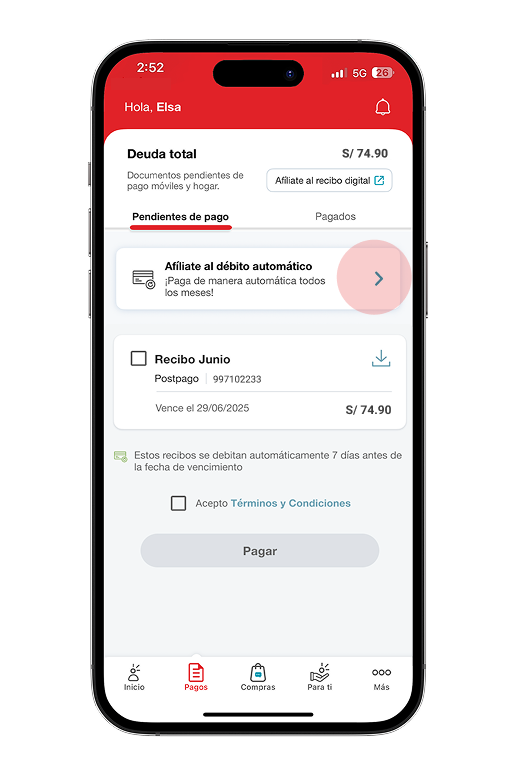 2:52
5G 26
Hola, Elsa
Deuda total S/ 74.90
Documentos pendientes de
pago móviles y hogar.
Afíliate al recibo digital
Pendientes de pago Pagados
Afíliate al débito automático
¡Paga de manera automática todos
los meses!
Recibo Junio
Postpago 997102233
Vence el 29/06/2025 S/ 74.90
Estos recibos se debitan automáticamente 7 días antes de
la fecha de vencimiento
Acepto Términos y Condiciones
Pagar
Inicio Pagos Compras Para ti Más